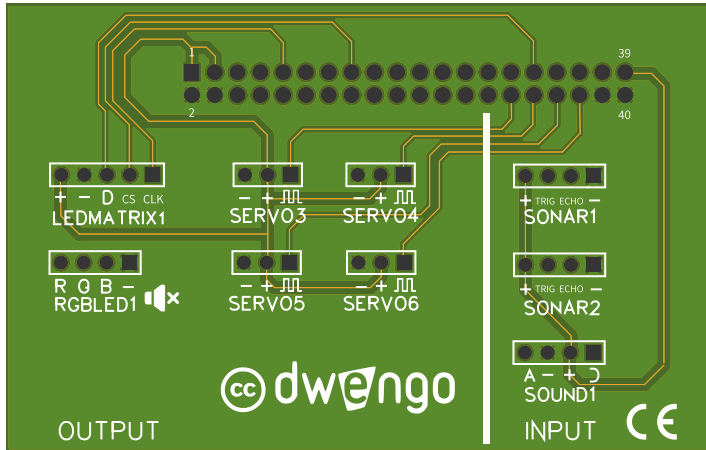 1 39
2 40
+ − D CS CLK
LEDMATRIX1
− +
SERVO3
− +
SERVO4
+ TRIG ECHO −
SONAR1
R G B −
RGBLED1
− +
SERVO5
− +
SERVO6
+ TRIG ECHO −
SONAR2
A − + D
SOUND1
cc dwengo
OUTPUT
INPUT
CE